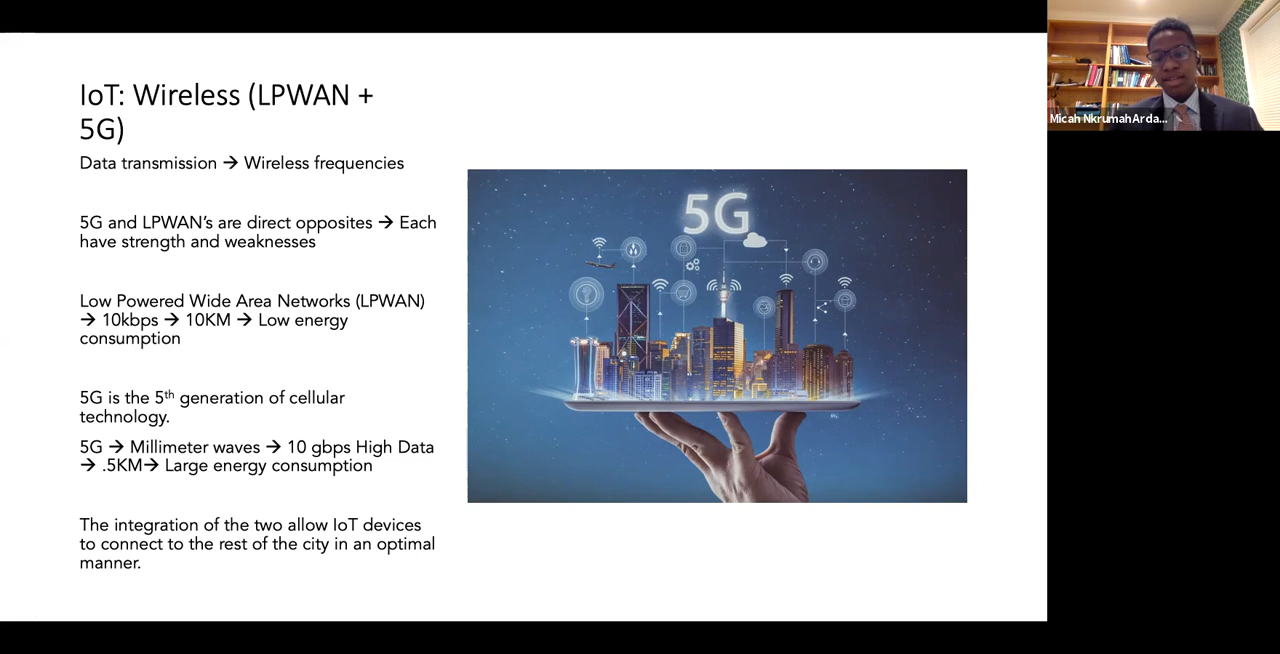 IoT: Wireless (LPWAN +
5G)
Data transmission → Wireless frequencies
5G and LPWAN's are direct opposites → Each
have strength and weaknesses
Low Powered Wide Area Networks (LPWAN)
→ 10kbps → 10KM → Low energy
consumption
5G is the 5th generation of cellular
technology.
5G → Millimeter waves → 10 gbps High Data
→ .5KM→ Large energy consumption
The integration of the two allow IoT devices
to connect to the rest of the city in an optimal
manner.
5G
Micah NkrumahArda...